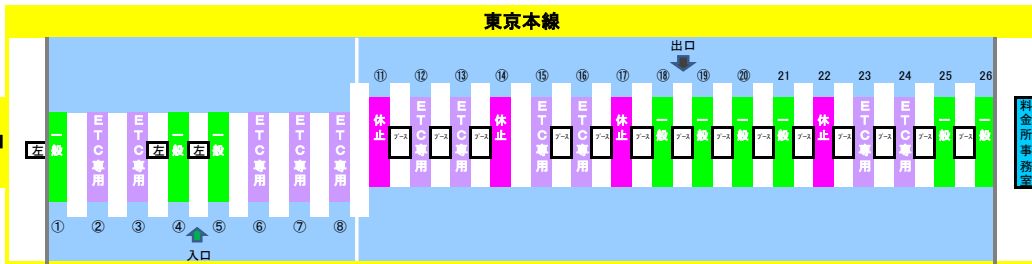 東京本線
出口
⑪ ⑫ ⑬ ⑭ ⑮ ⑯ ⑰ ⑱ ⑲ ⑳ 21 22 23 24 25 26
休止 ETC専用 ETC専用 休止 ETC専用 ETC専用 休止 一般 一般 一般 一般 休止 ETC専用 ETC専用 一般 一般
ブース ブース ブース ブース ブース ブース ブース ブース ブース ブース ブース ブース ブース ブース
料金所事務室
一般 ETC専用 ETC専用 一般 一般 ETC専用 ETC専用 ETC専用
左 左 左
① ② ③ ④ ⑤ ⑥ ⑦ ⑧
入口